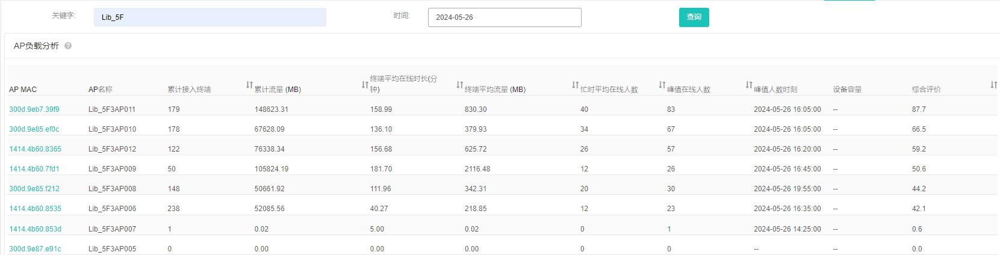 关键字: Lib_5F 时间: 2024-05-26 查询
AP负载分析 ?
AP MAC AP名称 累计接入终端 累计流量 (MB) 终端平均在线时长(分钟) 终端平均流量 (MB) 忙时平均在线人数 峰值在线人数 峰值人数时刻 设备容量 综合评价
300d.9eb7.39f9 Lib_5F3AP011 179 148623.31 158.99 830.30 40 83 2024-05-26 16:05:00 -- 87.7
300d.9e85.ef0c Lib_5F3AP010 178 67628.09 136.10 379.93 34 67 2024-05-26 16:05:00 -- 66.5
1414.4b60.8365 Lib_5F3AP012 122 76338.34 156.68 625.72 26 57 2024-05-26 16:20:00 -- 59.2
1414.4b60.7fd1 Lib_5F3AP009 50 105824.19 181.70 2116.48 12 26 2024-05-26 16:45:00 -- 50.6
300d.9e85.f212 Lib_5F3AP008 148 50661.92 111.96 342.31 20 30 2024-05-26 19:55:00 -- 44.2
1414.4b60.8535 Lib_5F3AP006 238 52085.56 40.27 218.85 12 23 2024-05-26 16:35:00 -- 42.1
1414.4b60.853d Lib_5F3AP007 1 0.02 5.00 0.02 0 1 2024-05-26 14:25:00 -- 0.6
300d.9e87.e91c Lib_5F3AP005 0 0.00 0.00 0.00 0 0 -- -- 0.0